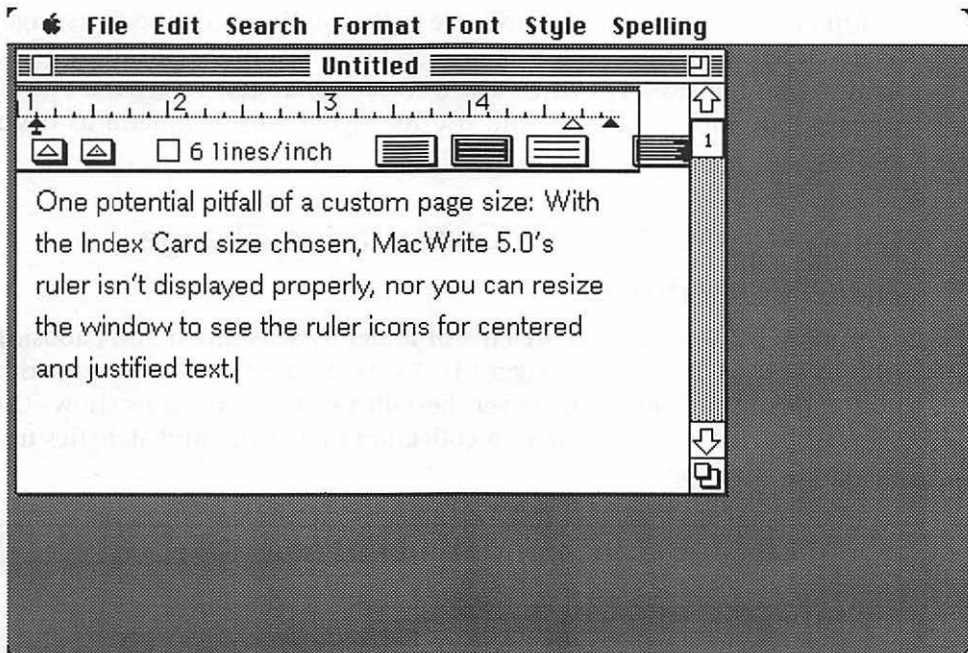 File Edit Search Format Font Style Spelling
Untitled
1 2 3 4
6 lines/inch
1
One potential pitfall of a custom page size: With
the Index Card size chosen, MacWrite 5.0's
ruler isn't displayed properly, nor you can resize
the window to see the ruler icons for centered
and justified text.